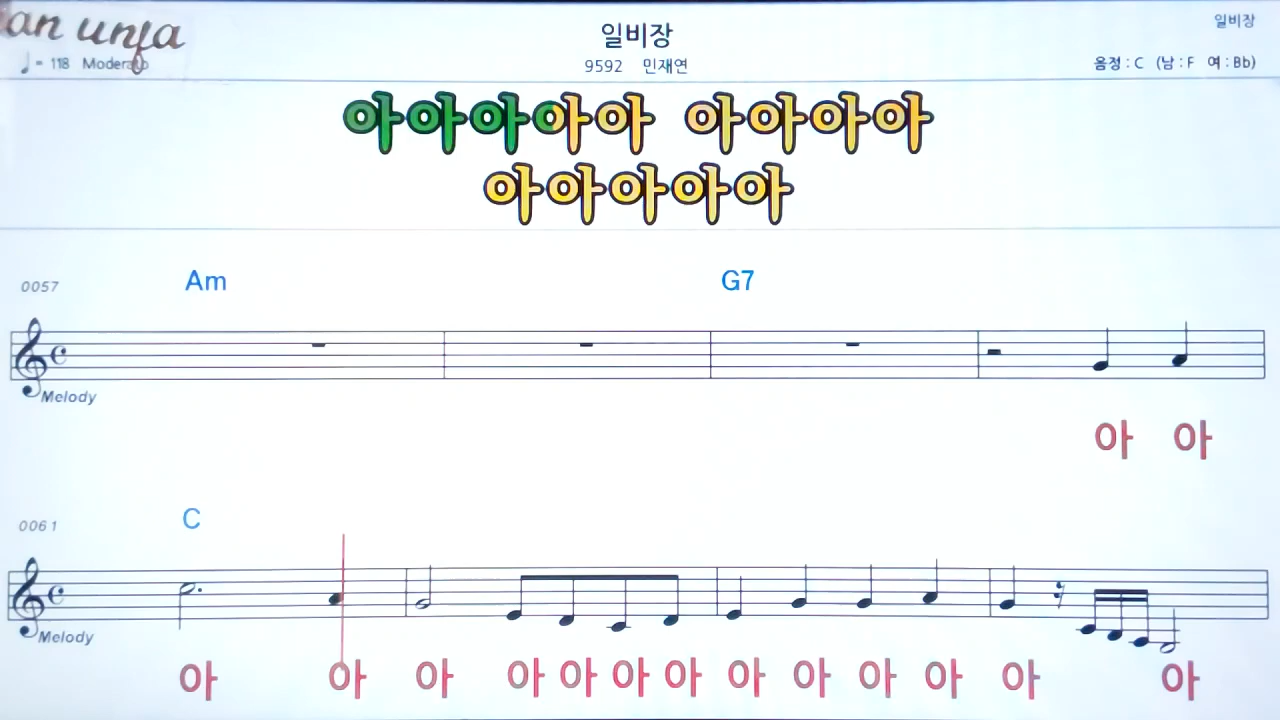 an unfa
일비장
일비장
♩= 118 Moderato
9592 민재연
음정 : C (남 : F 여 : Bb)
아아아아아 아아아아
아아아아아
0057 Am G7
Melody
아 아
0061 C
Melody
아 아 아 아 아 아 아 아 아 아 아 아 아